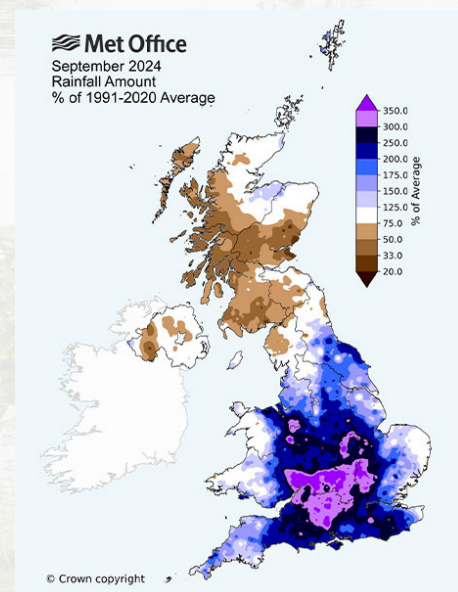 Met Office
September 2024
Rainfall Amount
% of 1991-2020 Average
350.0
300.0
250.0
200.0
175.0
150.0
125.0
75.0
50.0
33.0
20.0
% of Average
© Crown copyright